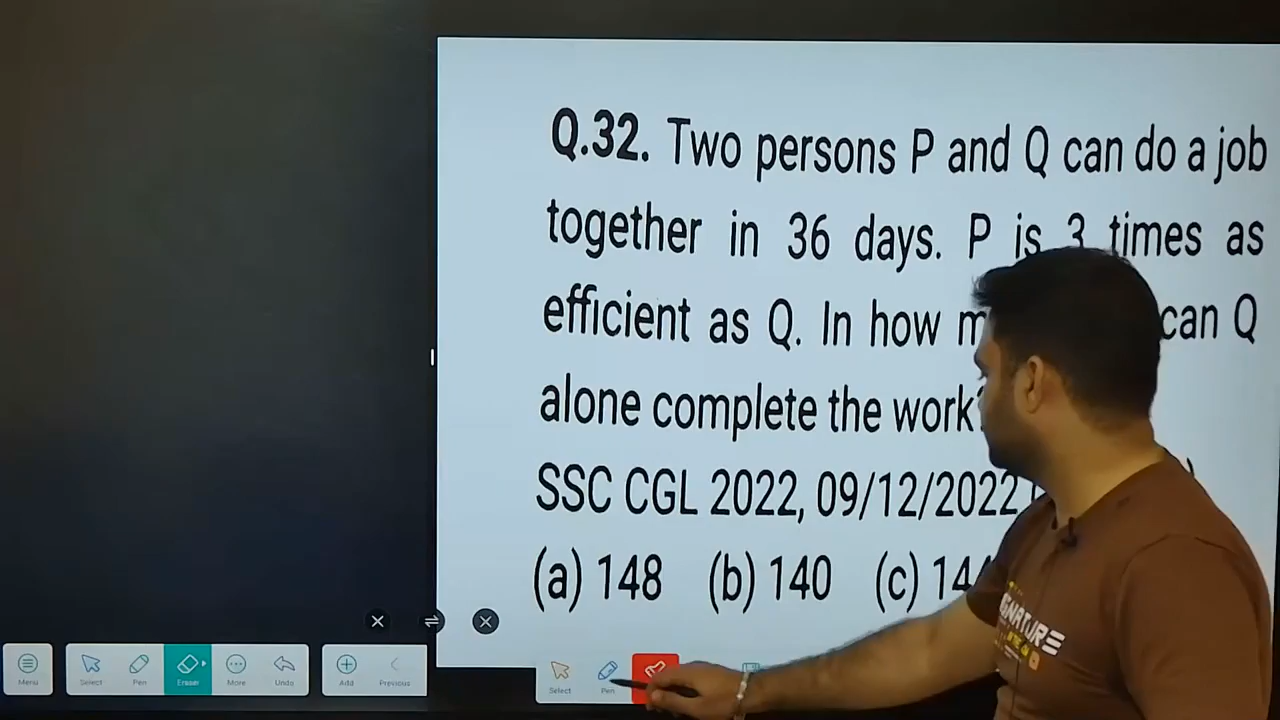 Q.32. Two persons P and Q can do a job
together in 36 days. P is 3 times as
efficient as Q. In how can Q
alone complete the work?
SSC CGL 2022, 09/12/2022
(a) 148 (b) 140 (c)
Menu
Select
Pen
Eraser
More
Undo
Add
Previous
Select
Pen